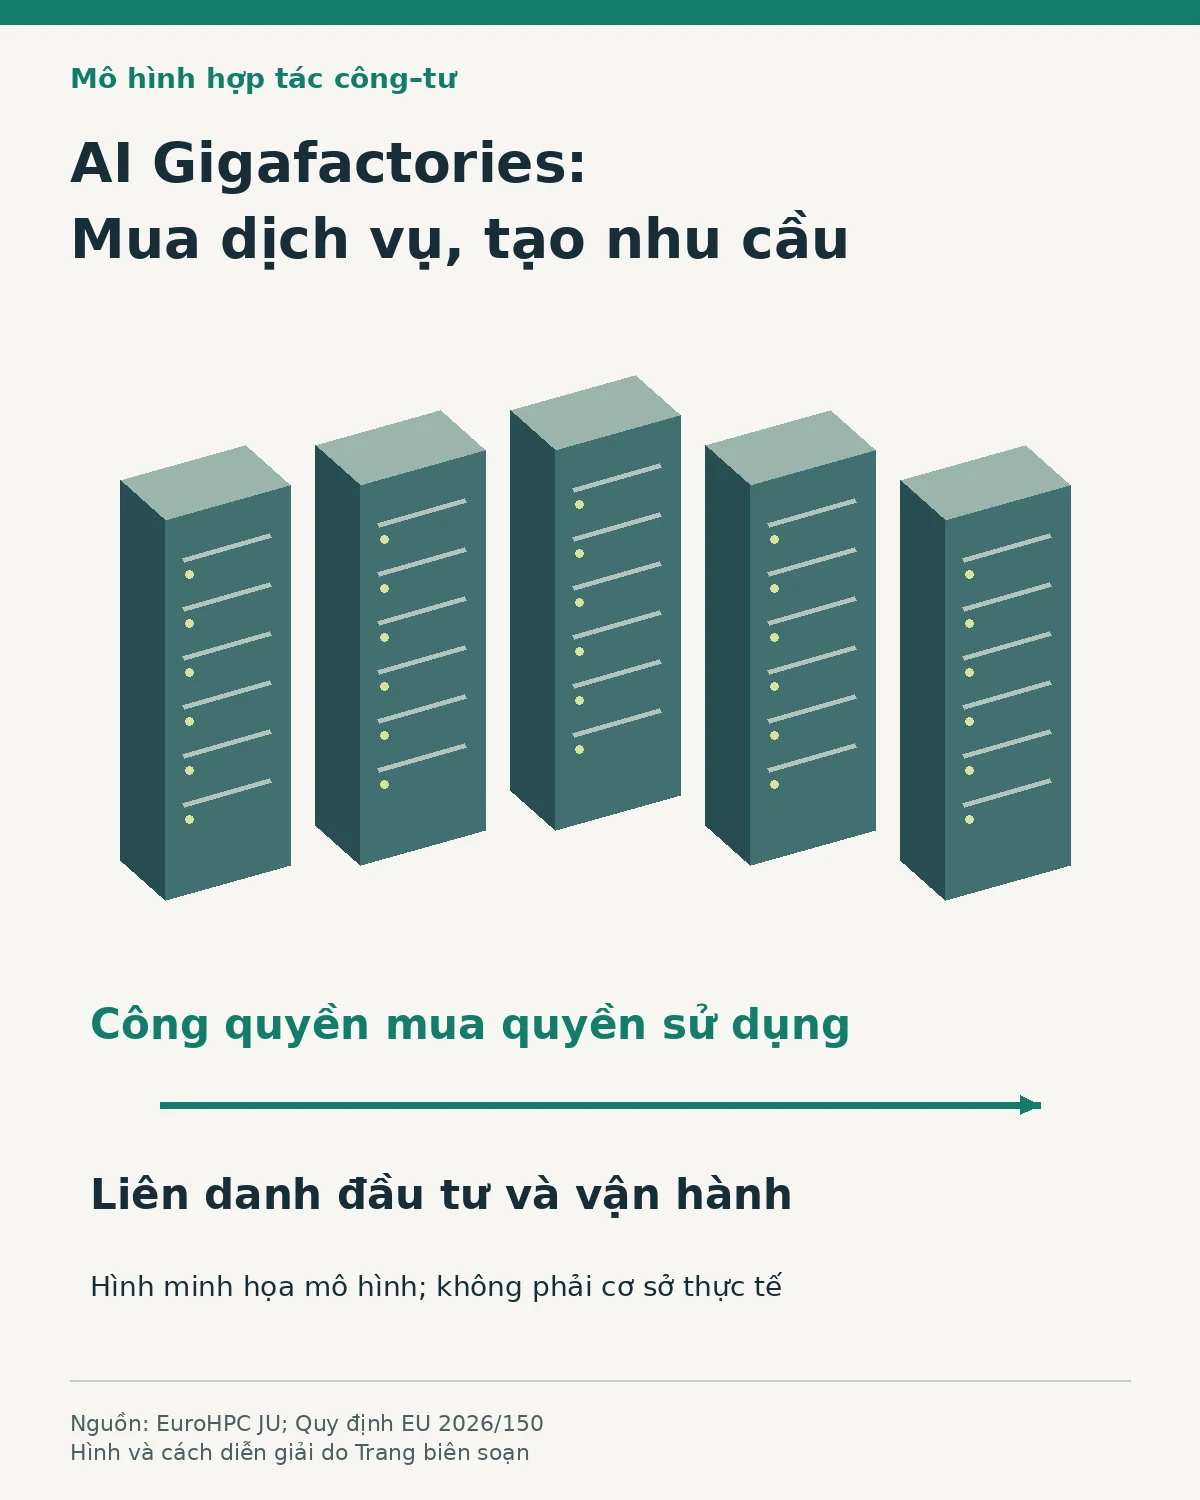 Mô hình hợp tác công–tư
AI Gigafactories:
Mua dịch vụ, tạo nhu cầu
Công quyền mua quyền sử dụng
Liên danh đầu tư và vận hành
Hình minh họa mô hình; không phải cơ sở thực tế
Nguồn: EuroHPC JU; Quy định EU 2026/150
Hình và cách diễn giải do Trang biên soạn